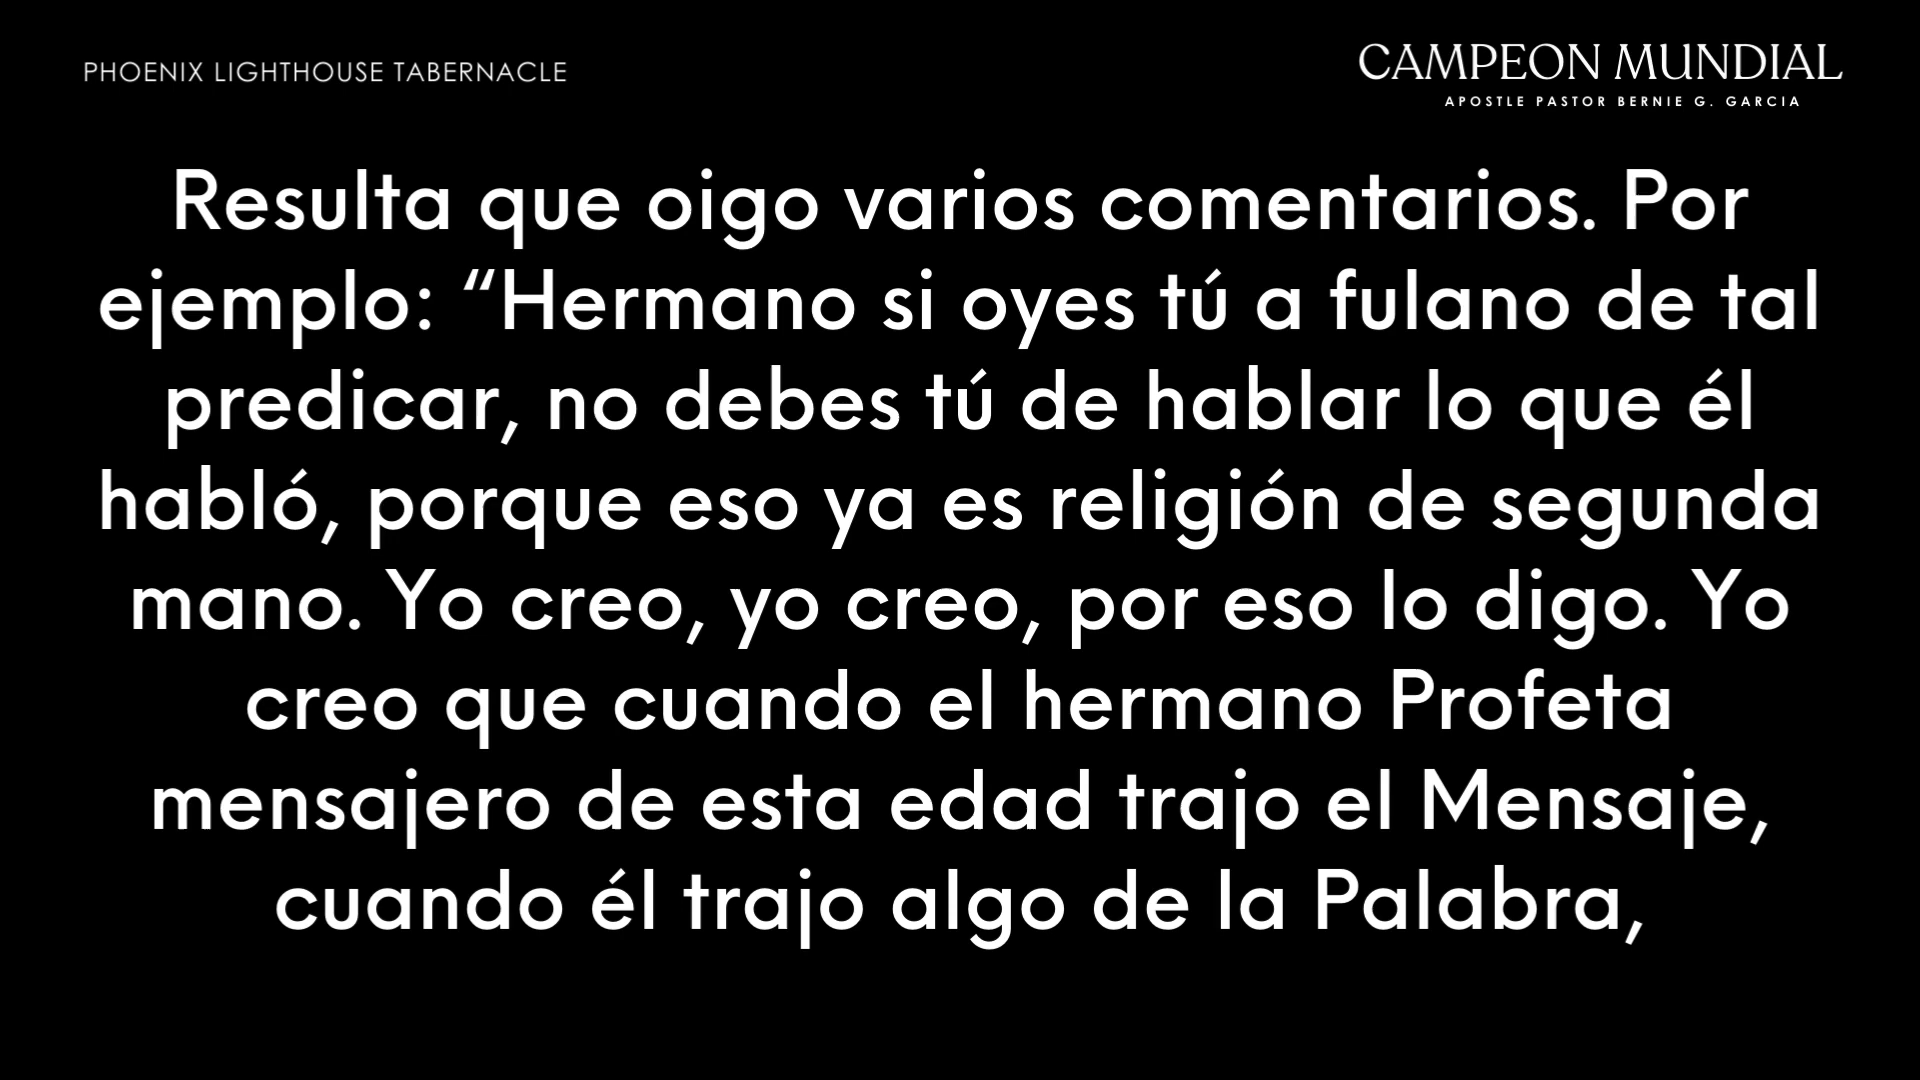 PHOENIX LIGHTHOUSE TABERNACLE
CAMPEON MUNDIAL
APOSTLE PASTOR BERNIE G. GARCIA
Resulta que oigo varios comentarios. Por
ejemplo: “Hermano si oyes tú a fulano de tal
predicar, no debes tú de hablar lo que él
habló, porque eso ya es religión de segunda
mano. Yo creo, yo creo, por eso lo digo. Yo
creo que cuando el hermano Profeta
mensajero de esta edad trajo el Mensaje,
cuando él trajo algo de la Palabra,